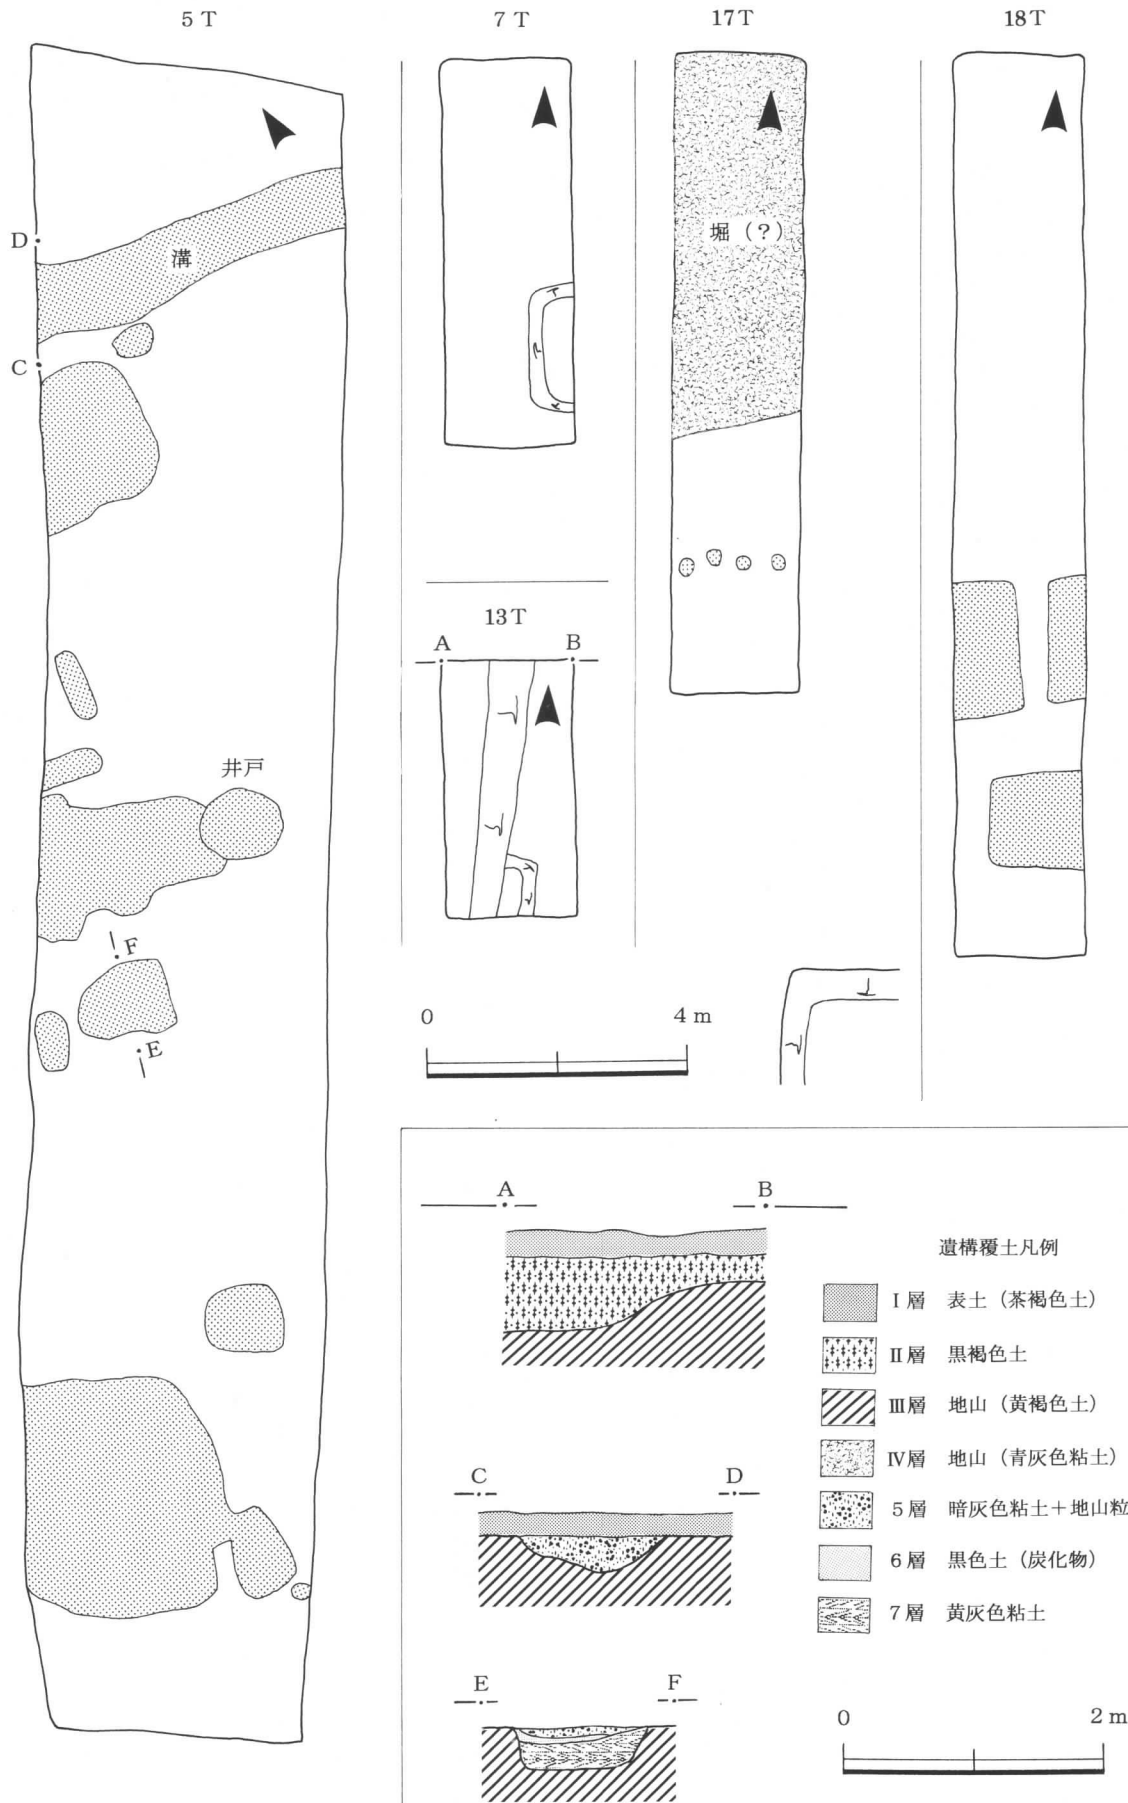 5 T
7 T
17T
18T
D
溝
C
堀（？）
13T
A B
井戸
F
E
0 4 m
A B
遺構覆土凡例
Ⅰ層 表土（茶褐色土）
Ⅱ層 黒褐色土
Ⅲ層 地山（黄褐色土）
Ⅳ層 地山（青灰色粘土）
5層 暗灰色粘土＋地山粒
6層 黒色土（炭化物）
7層 黄灰色粘土
C D
E F
0 2 m